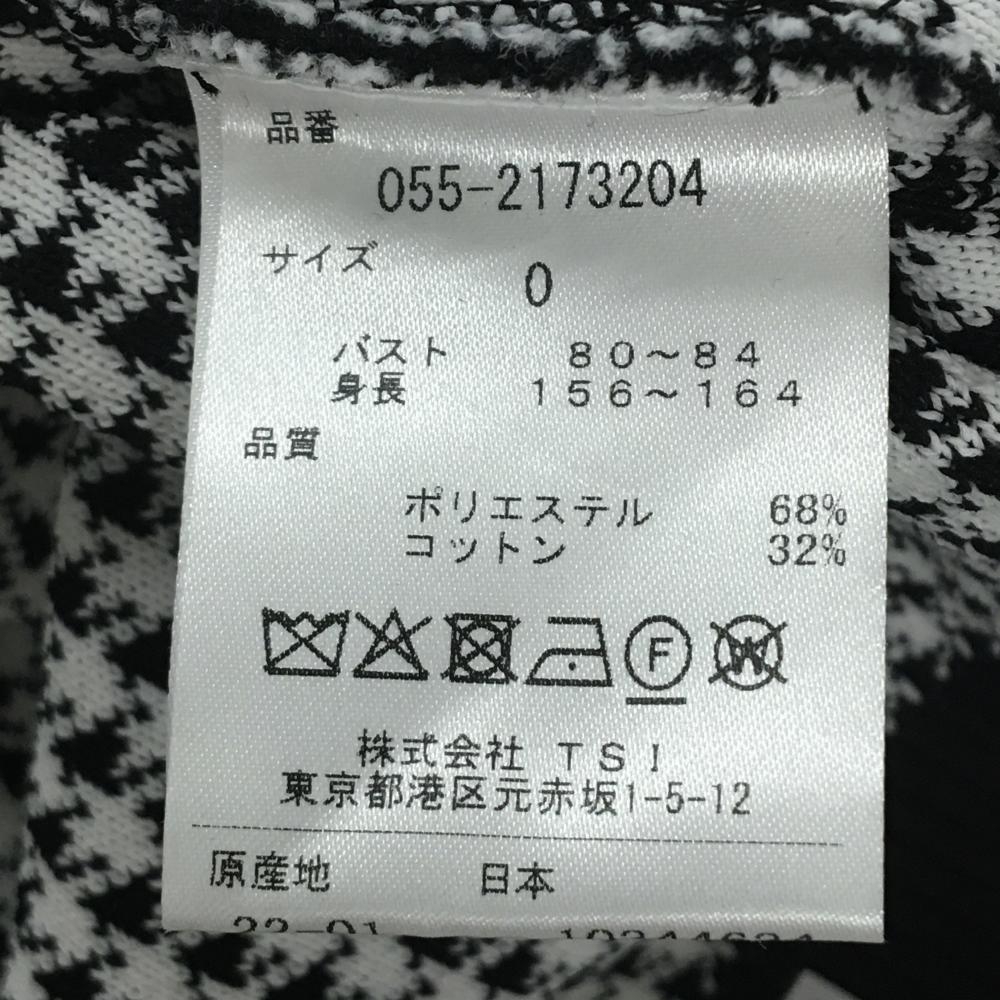 品番
055-2173204
サイズ
0
バスト 80～84
身長 156～164
品質
ポリエステル 68%
コットン 32%
F
W
株式会社 TSI
東京都港区元赤坂1-5-12
原産地 日本